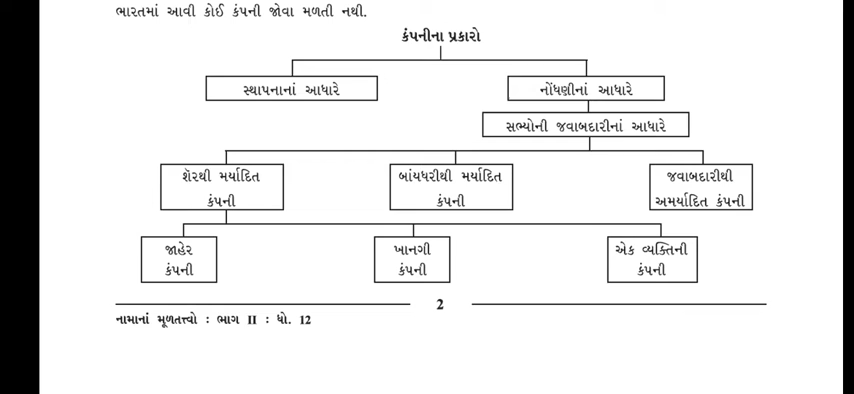 ભારતમાં આવી કોઈ કંપની જોવા મળતી નથી.
કંપનીના પ્રકારો
સ્થાપનાનાં આધારે
નોંધણીનાં આધારે
સભ્યોની જવાબદારીનાં આધારે
શૅરથી મર્યાદિત
કંપની
બાંયધરીથી મર્યાદિત
કંપની
જવાબદારીથી
અમર્યાદિત કંપની
જાહેર
કંપની
ખાનગી
કંપની
એક વ્યક્તિની
કંપની
2
નામાનાં મૂળતત્ત્વો : ભાગ II : ધો. 12